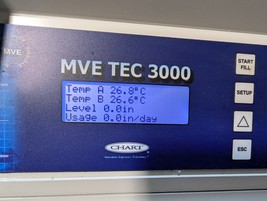 MVE
MVE TEC 3000
Temp A 26.8°C
Temp B 26.6°C
Level 0.0in
Usage 0.0in/day
CHART
START
FILL
SETUP
ESC